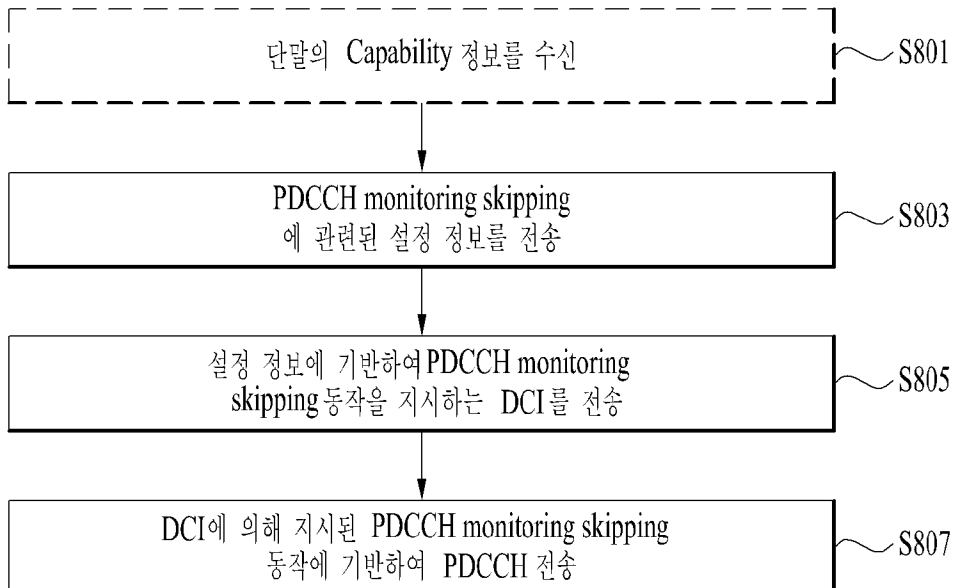 단말의 Capability 정보를 수신
S801
PDCCH monitoring skipping
에 관련된 설정 정보를 전송
S803
설정 정보에 기반하여 PDCCH monitoring
skipping 동작을 지시하는 DCI를 전송
S805
DCI에 의해 지시된 PDCCH monitoring skipping
동작에 기반하여 PDCCH 전송
S807